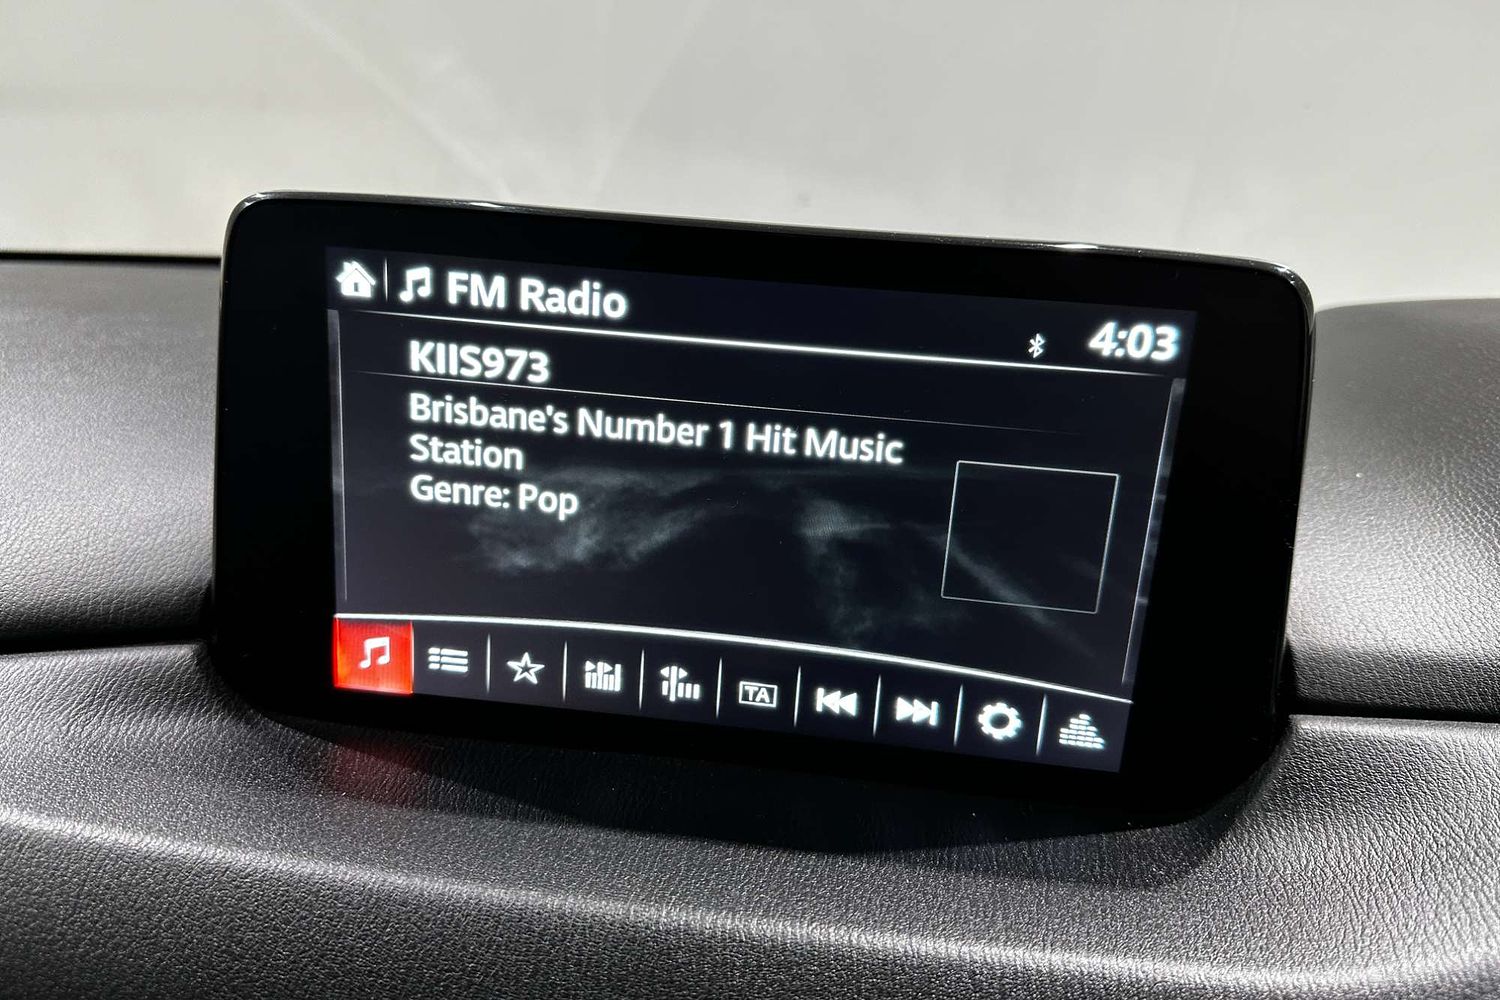 FM Radio
4:03
KIIS973
Brisbane's Number 1 Hit Music
Station
Genre: Pop
TA